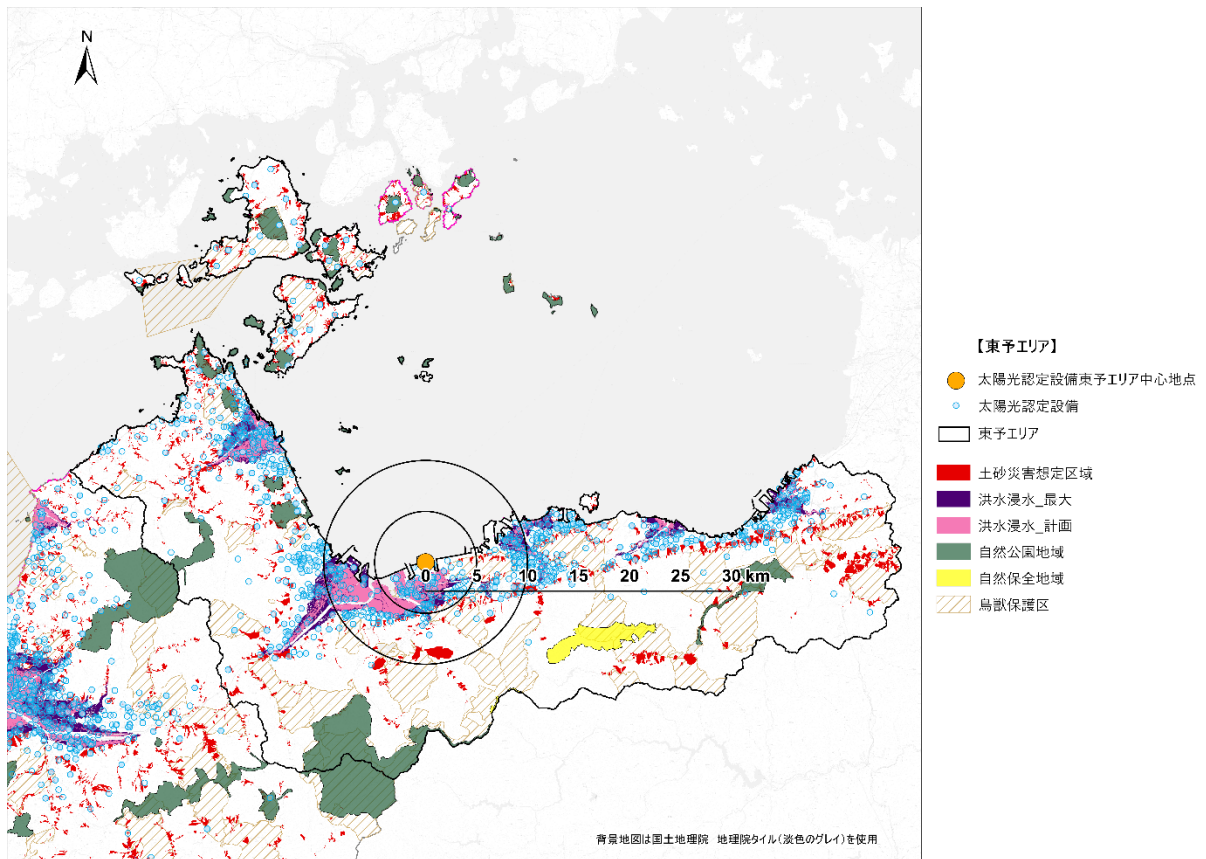 N
0 5 10 15 20 25 30 km
背景地図は国土地理院 地理院タイル(淡色のグレイ)を使用
【東予エリア】
太陽光認定設備東予エリア中心地点
太陽光認定設備
東予エリア
土砂災害想定区域
洪水浸水_最大
洪水浸水_計画
自然公園地域
自然保全地域
鳥獣保護区